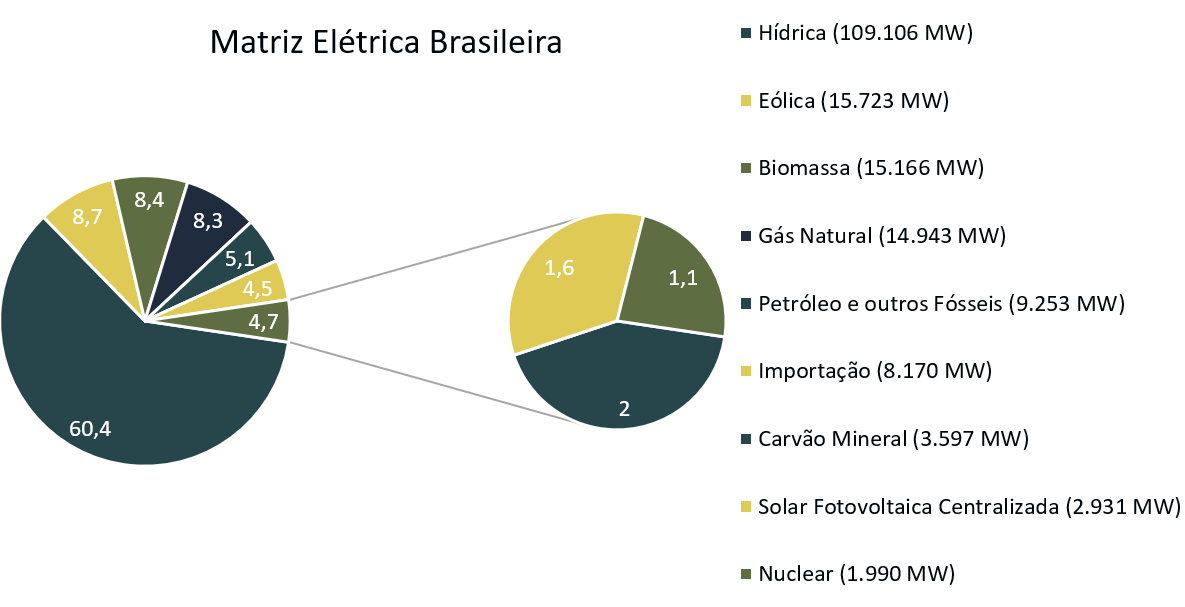 Matriz Elétrica Brasileira
8,7
8,4
8,3
5,1
4,5
4,7
60,4
1,6
1,1
2
Hídrica (109.106 MW)
Eólica (15.723 MW)
Biomassa (15.166 MW)
Gás Natural (14.943 MW)
Petróleo e outros Fósseis (9.253 MW)
Importação (8.170 MW)
Carvão Mineral (3.597 MW)
Solar Fotovoltaica Centralizada (2.931 MW)
Nuclear (1.990 MW)